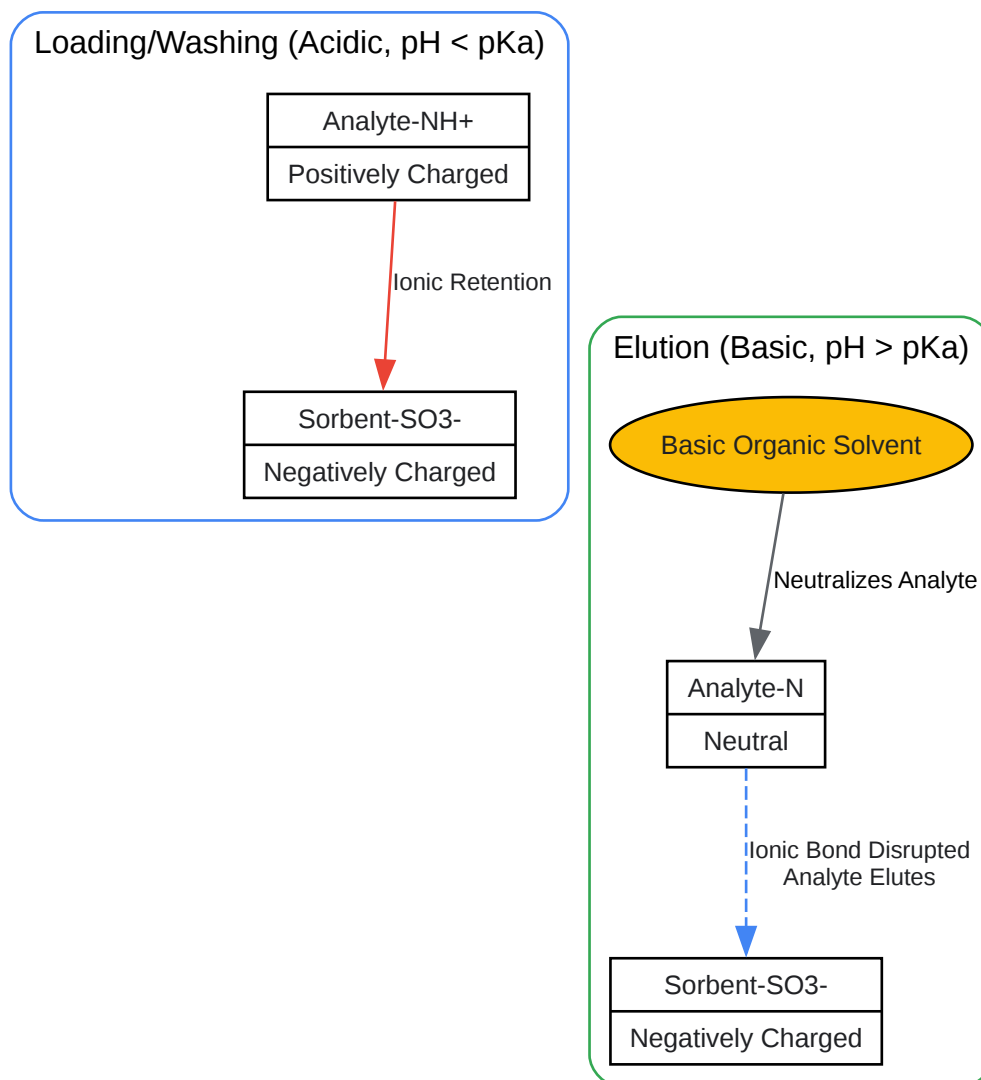 Loading/Washing (Acidic, pH < pKa)
Analyte-NH+
Positively Charged
Ionic Retention
Sorbent-SO3-
Negatively Charged
Elution (Basic, pH > pKa)
Basic Organic Solvent
Neutralizes Analyte
Analyte-N
Neutral
Ionic Bond Disrupted
Analyte Elutes
Sorbent-SO3-
Negatively Charged